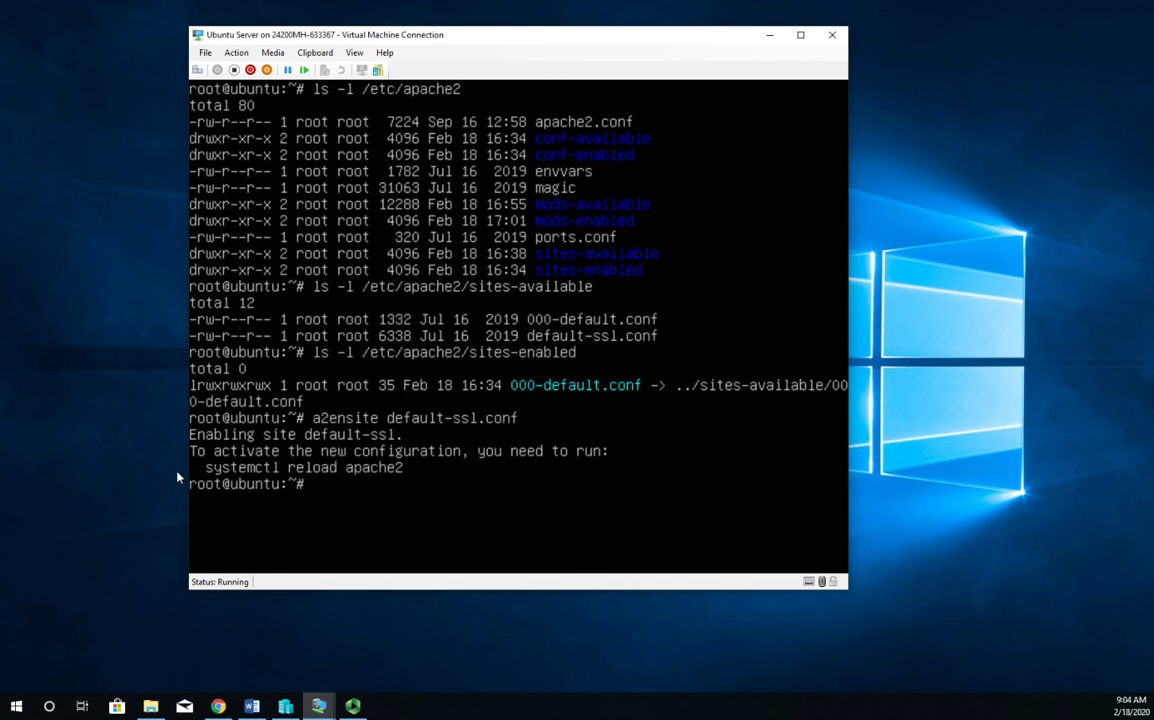 Ubuntu Server on 24200MH-633367 - Virtual Machine Connection
File Action Media Clipboard View Help
root@ubuntu:~# ls -l /etc/apache2
total 80
-rw-r--r-- 1 root root 7224 Sep 16 12:58 apache2.conf
drwxr-xr-x 2 root root 4096 Feb 18 16:34 conf-available
drwxr-xr-x 2 root root 4096 Feb 18 16:34 conf-enabled
-rw-r--r-- 1 root root 1782 Jul 16 2019 envvars
-rw-r--r-- 1 root root 31063 Jul 16 2019 magic
drwxr-xr-x 2 root root 12288 Feb 18 16:55 mods-available
drwxr-xr-x 2 root root 4096 Feb 18 17:01 mods-enabled
-rw-r--r-- 1 root root 320 Jul 16 2019 ports.conf
drwxr-xr-x 2 root root 4096 Feb 18 16:38 sites-available
drwxr-xr-x 2 root root 4096 Feb 18 16:34 sites-enabled
root@ubuntu:~# ls -l /etc/apache2/sites-available
total 12
-rw-r--r-- 1 root root 1332 Jul 16 2019 000-default.conf
-rw-r--r-- 1 root root 6338 Jul 16 2019 default-ssl.conf
root@ubuntu:~# ls -l /etc/apache2/sites-enabled
total 0
lrwxrwxrwx 1 root root 35 Feb 18 16:34 000-default.conf -> ../sites-available/00
0-default.conf
root@ubuntu:~# a2ensite default-ssl.conf
Enabling site default-ssl.
To activate the new configuration, you need to run:
systemctl reload apache2
root@ubuntu:~#
Status: Running
9:04 AM
2/18/2020